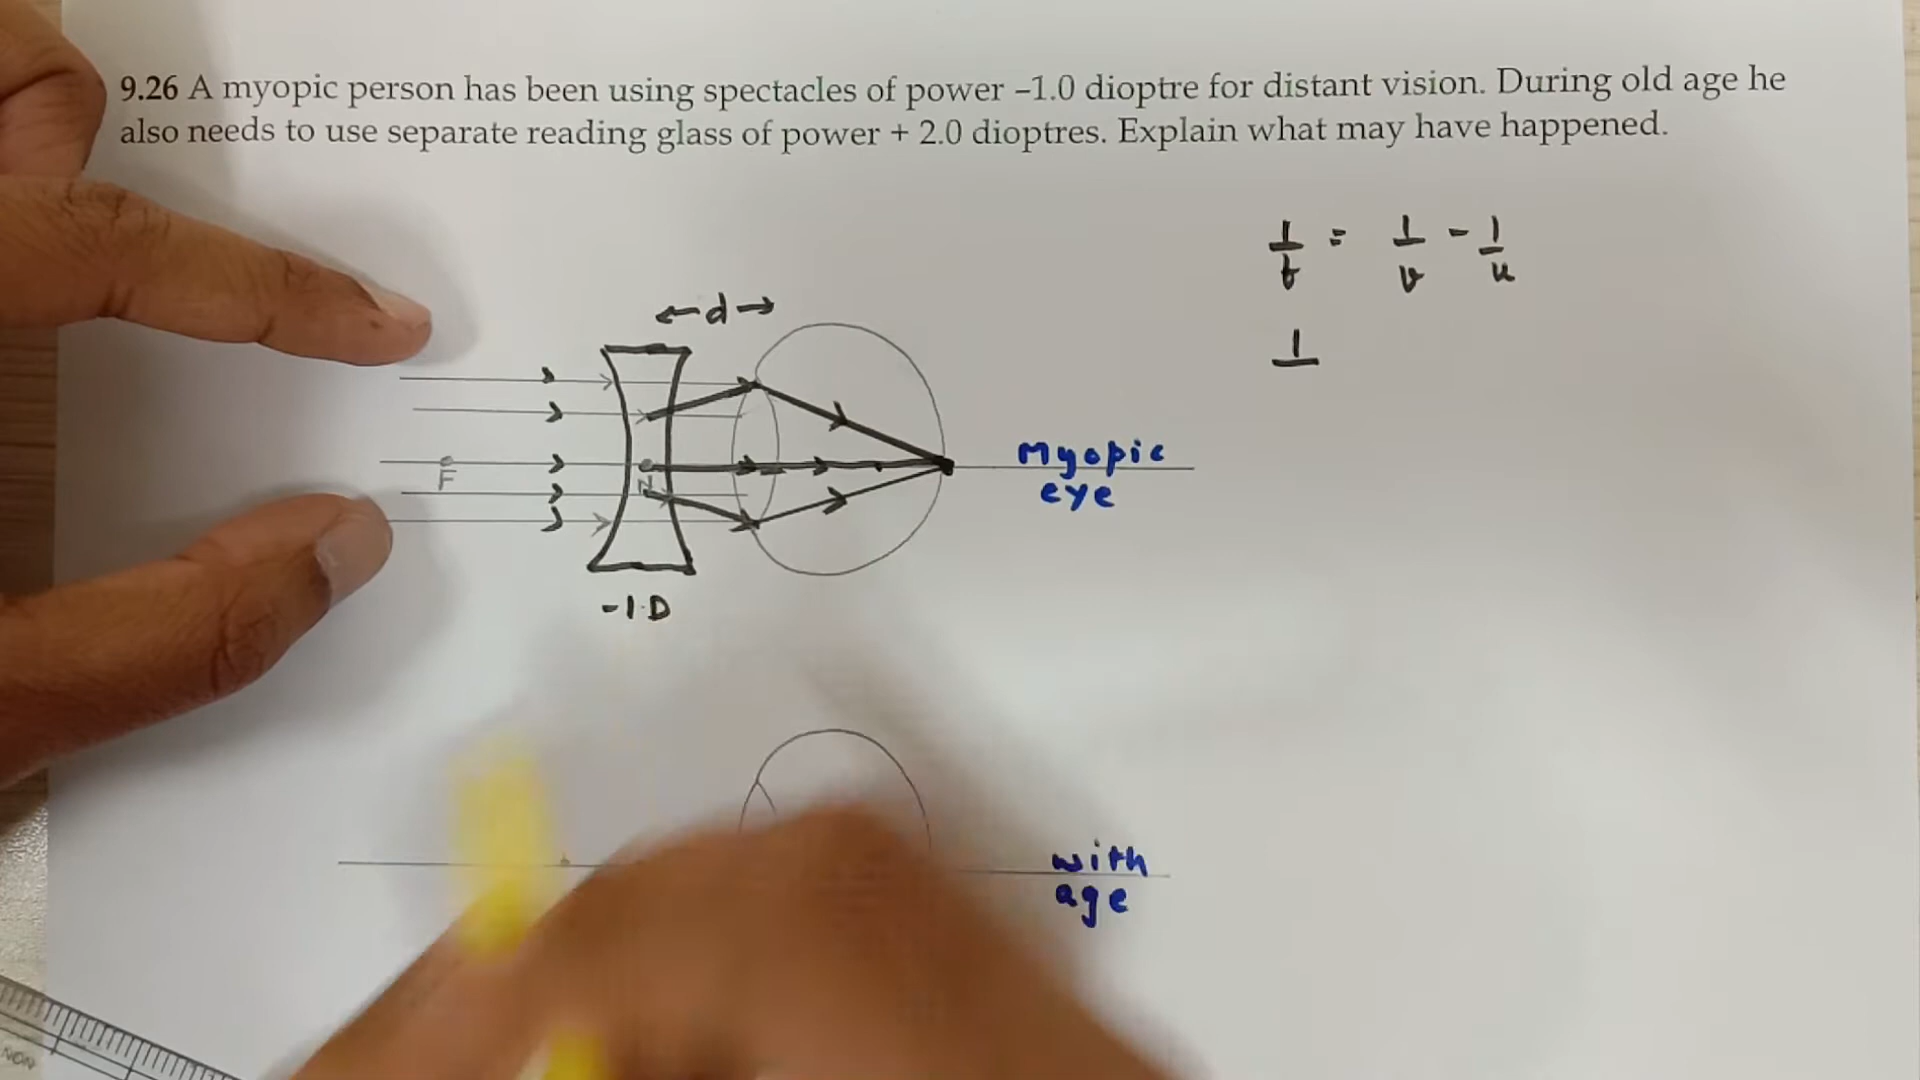 9.26 A myopic person has been using spectacles of power –1.0 dioptre for distant vision. During old age he
also needs to use separate reading glass of power + 2.0 dioptres. Explain what may have happened.
1/f = 1/v - 1/u
1
d
F
N
Myopic
eye
-1.D
with
age
NON